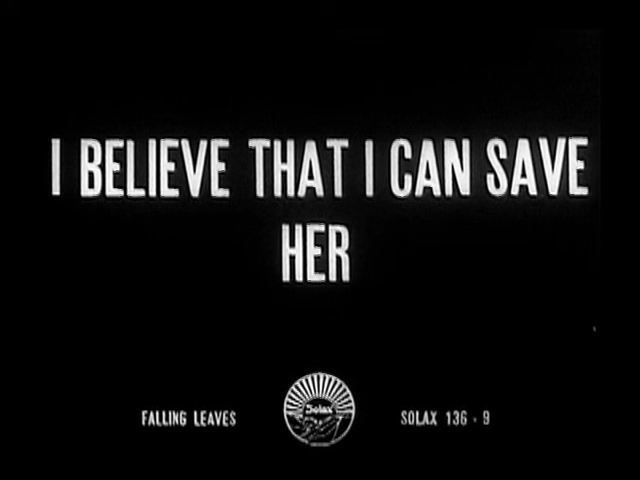 I BELIEVE THAT I CAN SAVE
HER
Solax
FALLING LEAVES
SOLAX 136 - 9